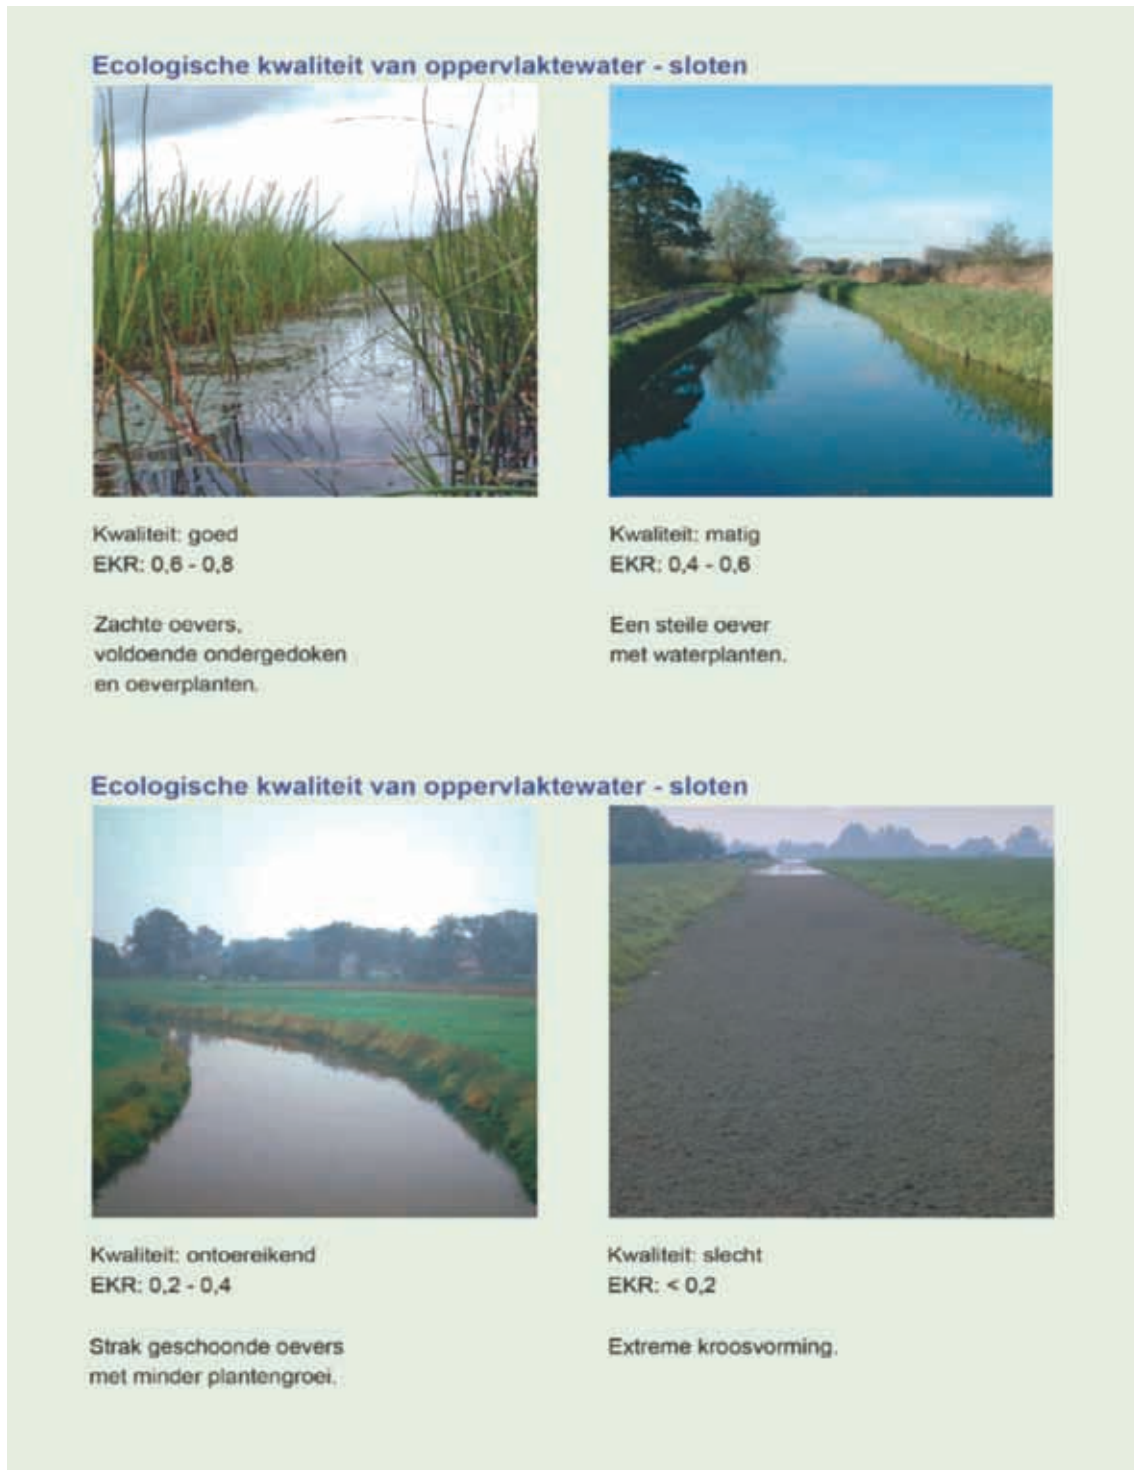 Ecologische kwaliteit van oppervlaktewater - sloten
Kwaliteit: goed
EKR: 0,6 - 0,8
Zachte oevers,
voldoende ondergedoken
en oeverplanten.
Kwaliteit: matig
EKR: 0,4 - 0,6
Een steile oever
met waterplanten.
Ecologische kwaliteit van oppervlaktewater - sloten
Kwaliteit: ontoereikend
EKR: 0,2 - 0,4
Strak geschoonde oevers
met minder plantengroei.
Kwaliteit: slecht
EKR: < 0,2
Extreme kroosvorming.